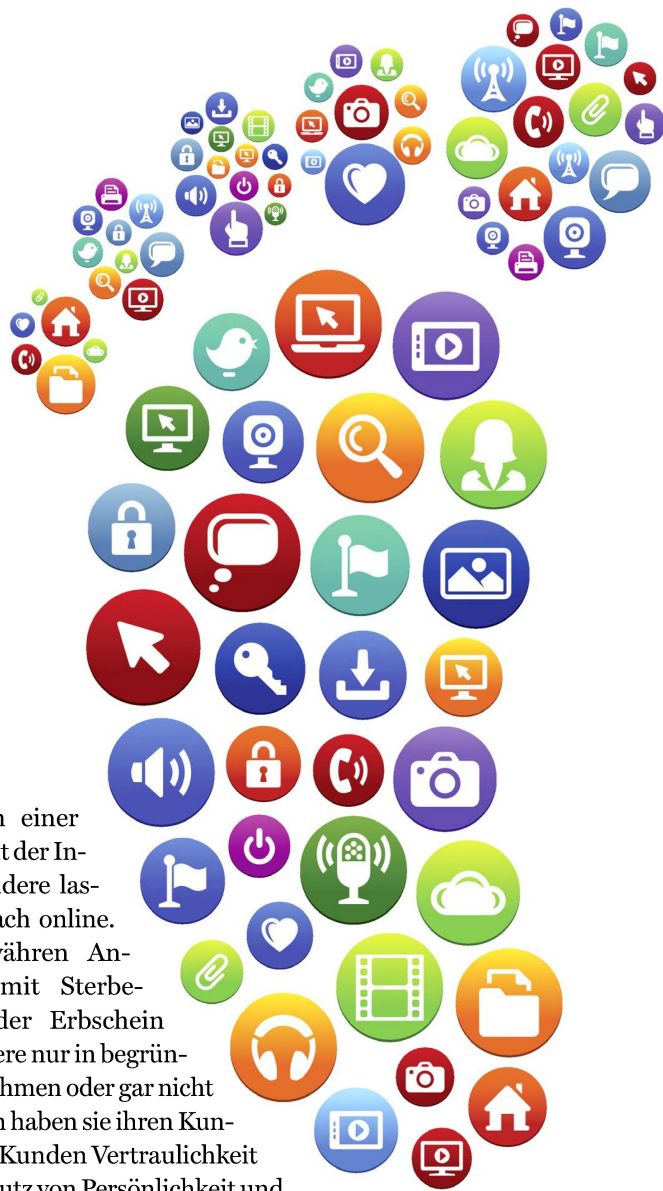 einer
t der In-
dere las-
ach online.
währen An-
mit Sterbe-
der Erbschein
ere nur in begrün-
hmen oder gar nicht
n haben sie ihren Kun-
Kunden Vertraulichkeit
utz von Persönlichkeit und